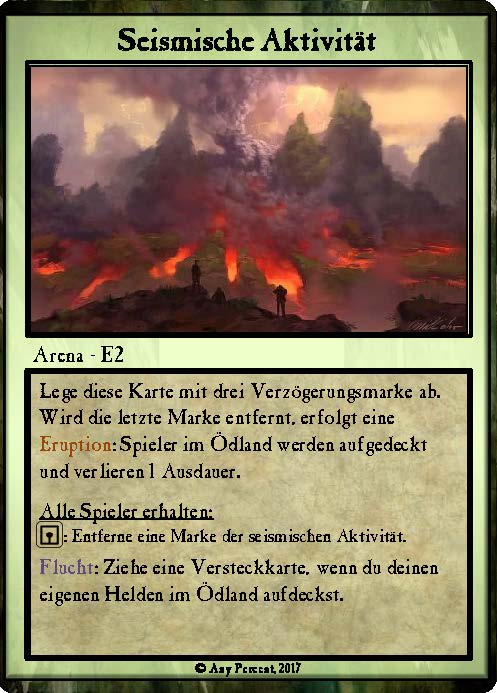 Seismische Aktivität
Arena - E2
Lege diese Karte mit drei Verzögerungsmarke ab.
Wird die letzte Marke entfernt, erfolgt eine
Eruption: Spieler im Ödland werden aufgedeckt
und verlieren 1 Ausdauer.
Alle Spieler erhalten:
: Entferne eine Marke der seismischen Aktivität.
Flucht: Ziehe eine Versteckkarte, wenn du deinen
eigenen Helden im Ödland aufdeckst.
© Any Percent, 2017